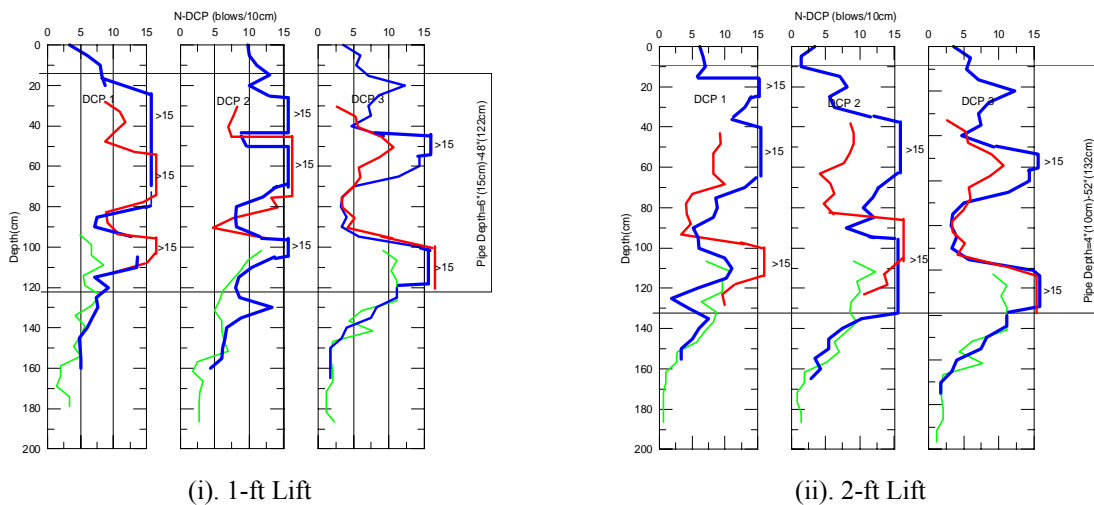 N-DCP (blows/10cm)
0 5 10 15 0 5 10 15 0 5 10 15
0
20
40
60
80
100
120
140
160
180
200
Depth(cm)
DCP 1
DCP 2
DCP 3
>15
>15
>15
>15
>15
>15
>15
>15
Pipe Depth=6"(15cm)-48'(122cm)
(i). 1-ft Lift
N-DCP (blows/10cm)
0 5 10 15 0 5 10 15 0 5 10 15
0
20
40
60
80
100
120
140
160
180
200
Depth(cm)
DCP 1
DCP 2
DCP 3
>15
>15
>15
>15
>15
>15
>15
>15
Pipe Depth=4"(10cm)-52"(132cm)
(ii). 2-ft Lift